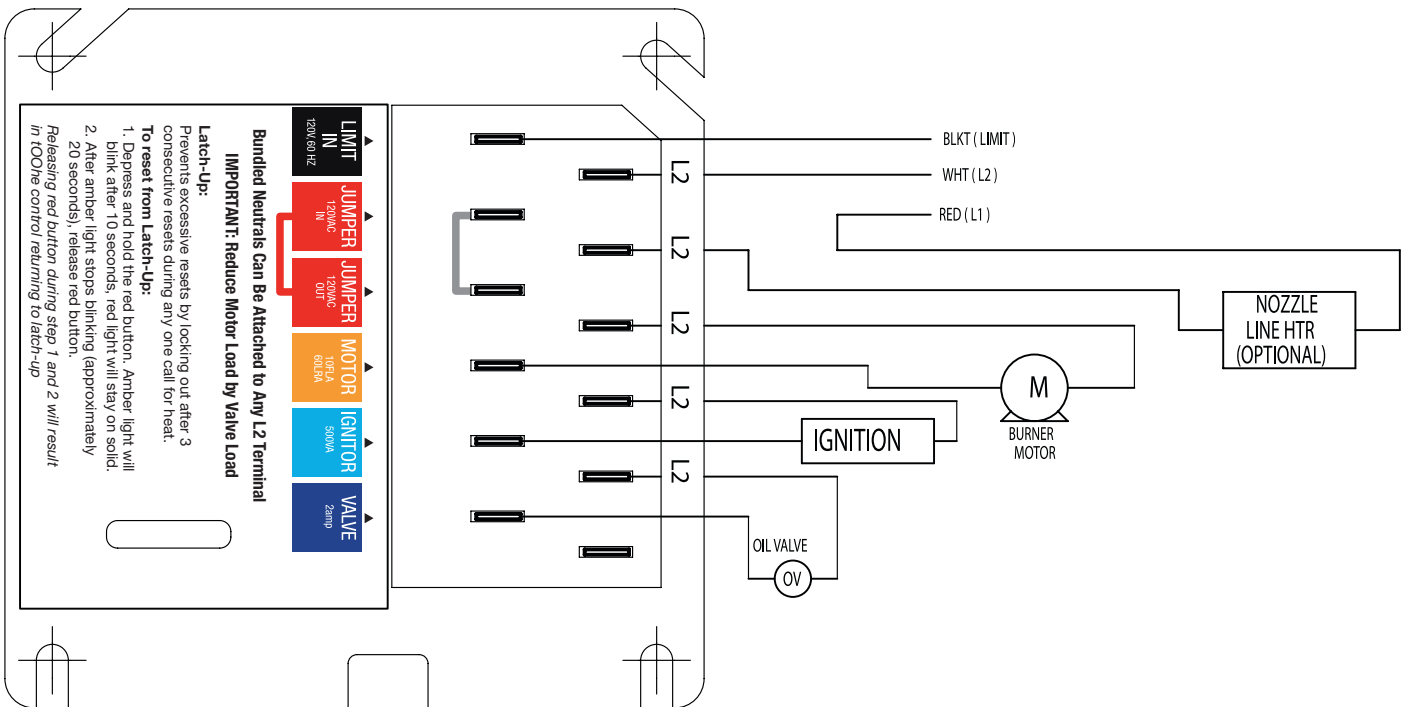 LIMIT
IN
120V, 60 HZ
JUMPER
120VAC
IN
JUMPER
120VAC
OUT
MOTOR
10FLA
60LRA
IGNITOR
500VA
VALVE
2amp
Bundled Neutrals Can Be Attached to Any L2 Terminal
IMPORTANT: Reduce Motor Load by Valve Load
Latch-Up:
Prevents excessive resets by locking out after 3
consecutive resets during any one call for heat.
To reset from Latch-Up:
1. Depress and hold the red button. Amber light will
blink after 10 seconds, red light will stay on solid.
2. After amber light stops blinking (approximately
20 seconds), release red button.
Releasing red button during step 1 and 2 will result
in tOOhe control returning to latch-up
L2
L2
L2
L2
L2
BLKT ( LIMIT )
WHT ( L2 )
RED ( L1 )
NOZZLE
LINE HTR
(OPTIONAL)
M
BURNER
MOTOR
IGNITION
OIL VALVE
OV